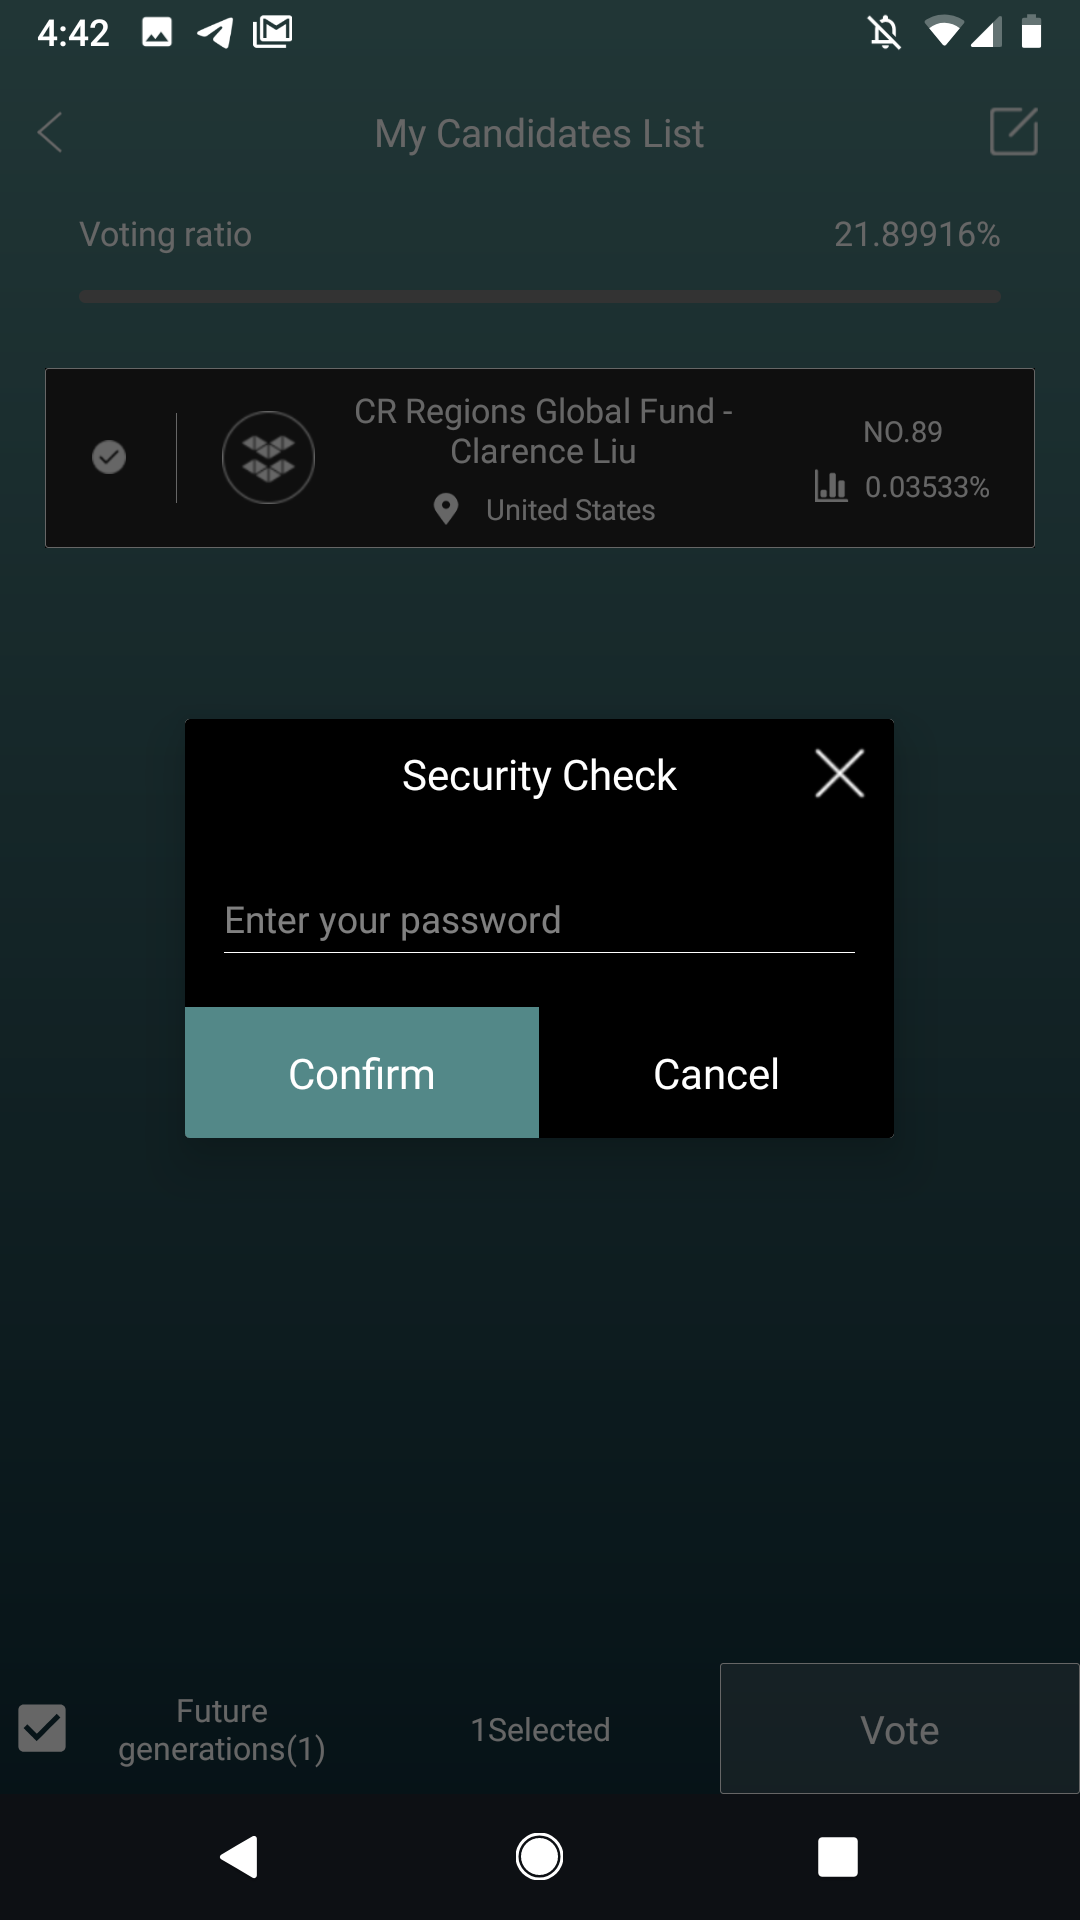 4:42
My Candidates List
Voting ratio
21.89916%
CR Regions Global Fund -
Clarence Liu
United States
NO.89
0.03533%
Security Check
Enter your password
Confirm
Cancel
Future
generations(1)
1Selected
Vote